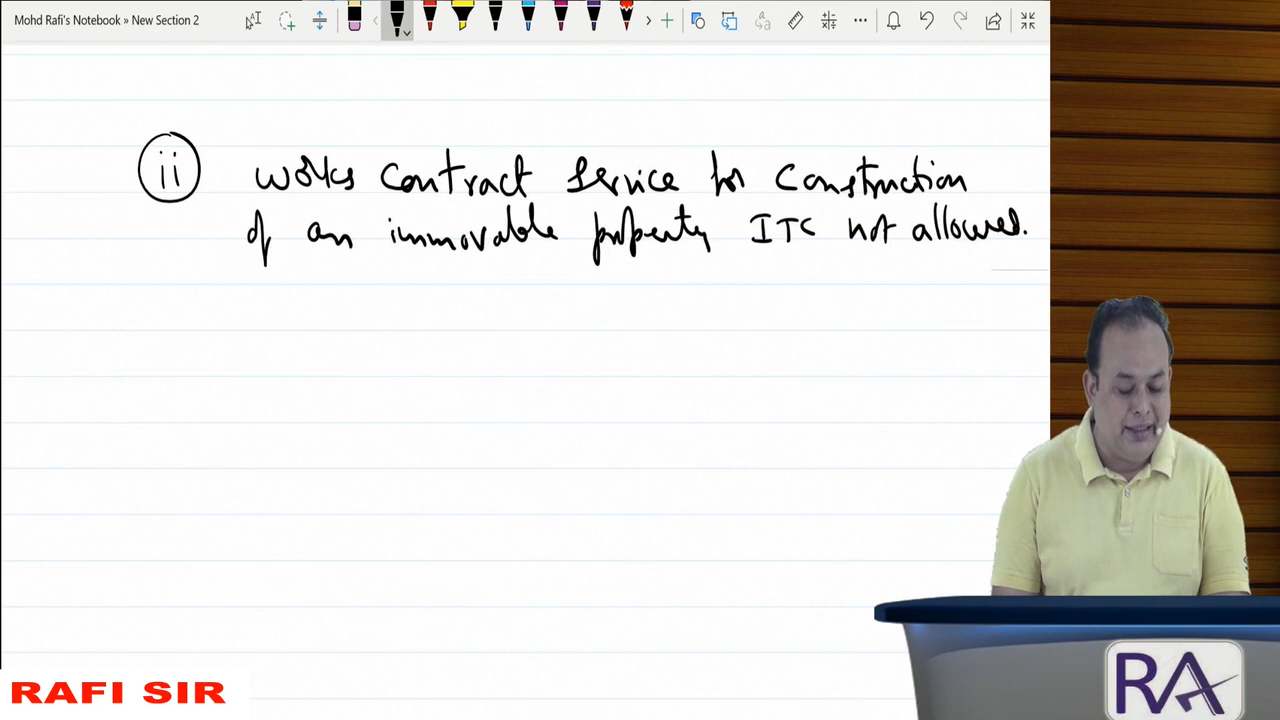 Mohd Rafi's Notebook » New Section 2
ii works contract service for construction
of an immovable property ITC not allowed.
RAFI SIR
RA